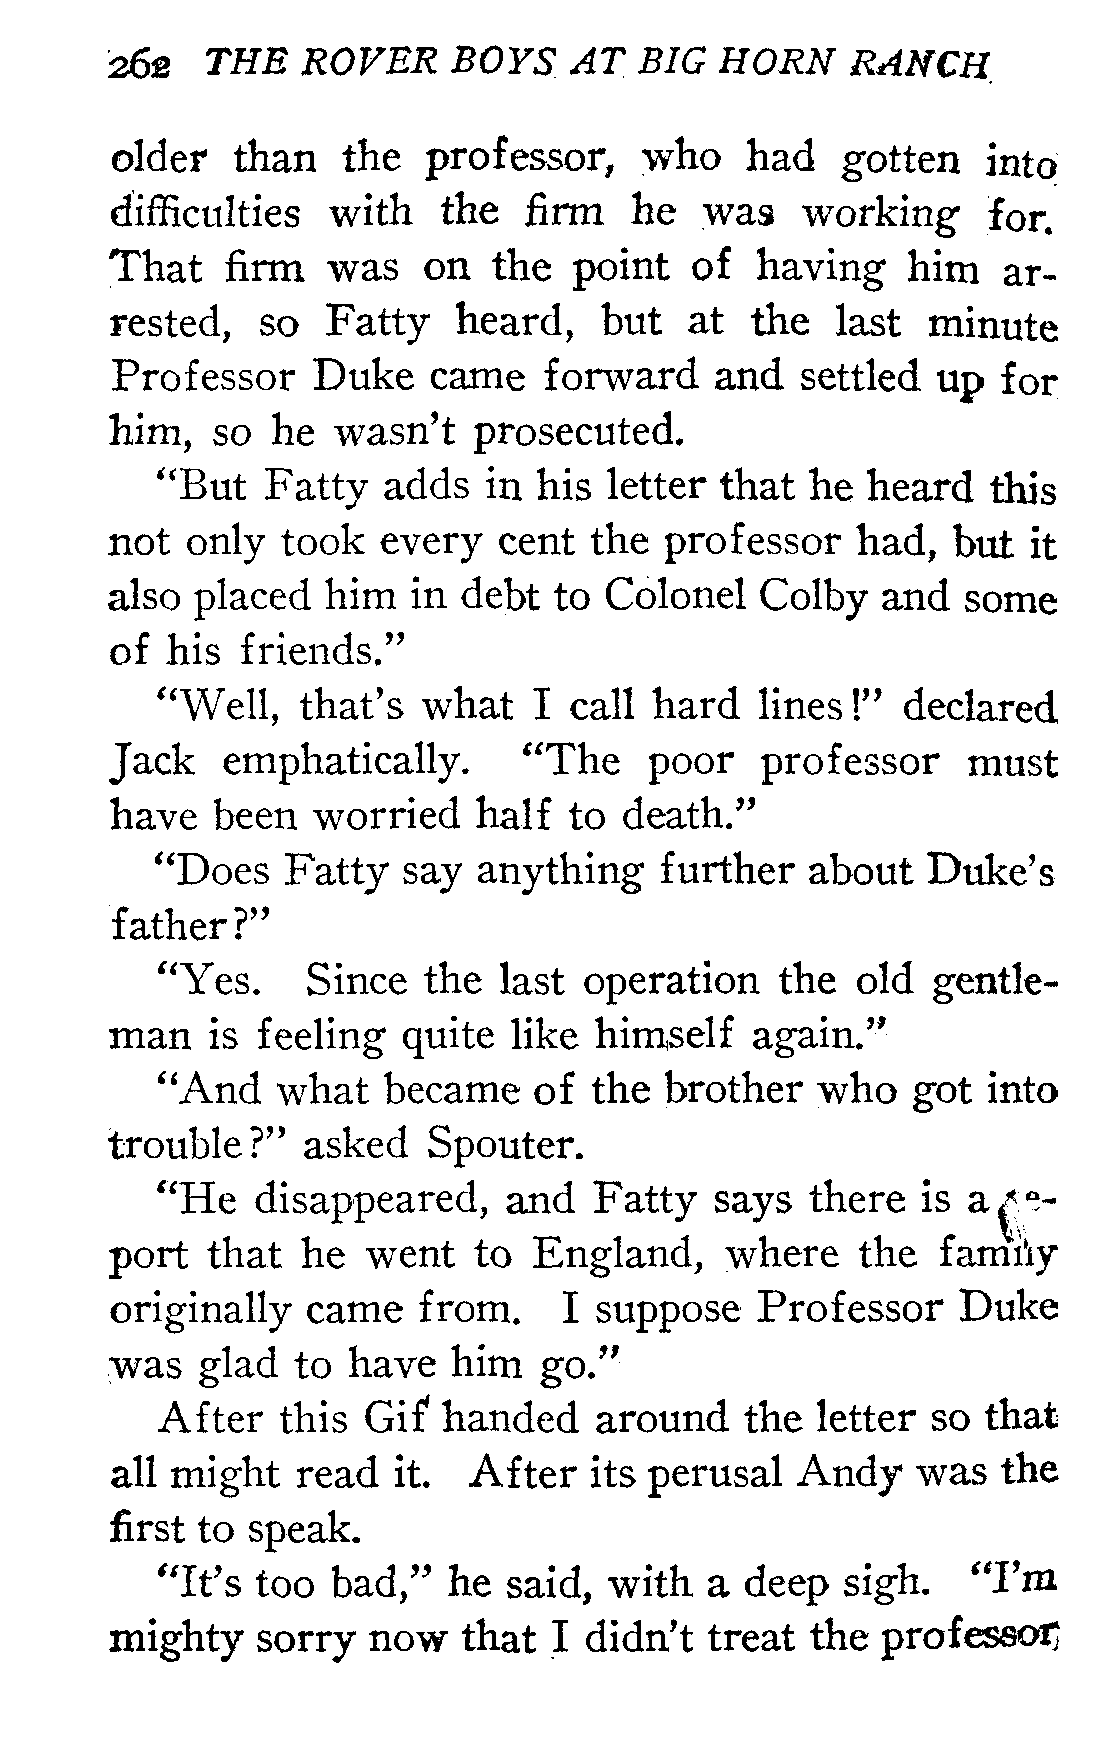 262 THE ROVER BOYS AT BIG HORN RANCH
older than the professor, who had gotten into
difficulties with the firm he was working for.
That firm was on the point of having him ar-
rested, so Fatty heard, but at the last minute
Professor Duke came forward and settled up for
him, so he wasn't prosecuted.
"But Fatty adds in his letter that he heard this
not only took every cent the professor had, but it
also placed him in debt to Colonel Colby and some
of his friends."
"Well, that's what I call hard lines!" declared
Jack emphatically. "The poor professor must
have been worried half to death."
"Does Fatty say anything further about Duke's
father?"
"Yes. Since the last operation the old gentle-
man is feeling quite like himself again."
"And what became of the brother who got into
trouble?" asked Spouter.
"He disappeared, and Fatty says there is a re-
port that he went to England, where the family
originally came from. I suppose Professor Duke
was glad to have him go."
After this Gif handed around the letter so that
all might read it. After its perusal Andy was the
first to speak.
"It's too bad," he said, with a deep sigh. "I'm
mighty sorry now that I didn't treat the professor